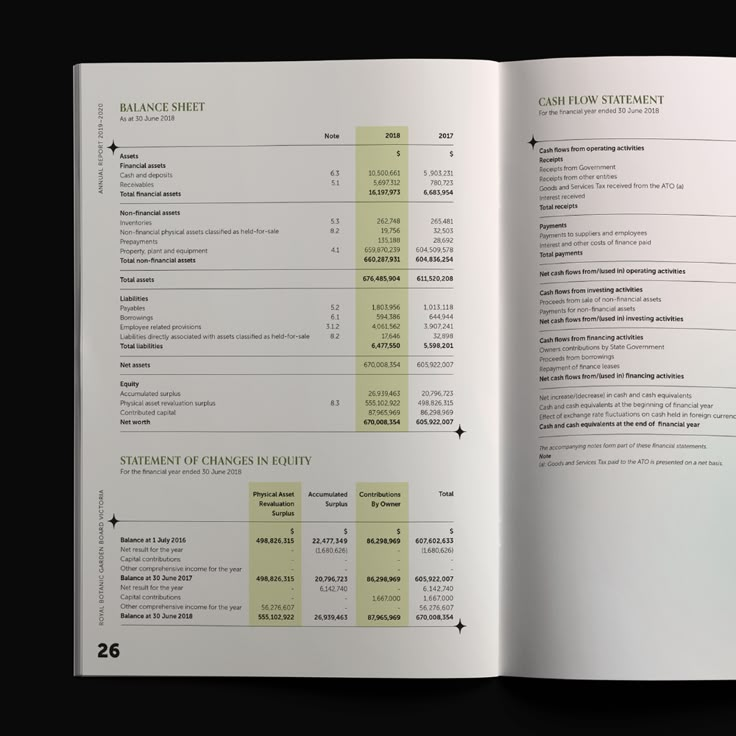 ANNUAL REPORT 2019–2020
BALANCE SHEET
As at 30 June 2018
Note 2018 2017
$ $
Assets
Financial assets
Cash and deposits 6.3 10,500,661 5,903,231
Receivables 5.1 5,697,312 780,723
Total financial assets 16,197,973 6,683,954
Non-financial assets
Inventories 5.3 262,748 265,481
Non-financial physical assets classified as held-for-sale 8.2 19,756 32,503
Prepayments 135,188 28,692
Property, plant and equipment 4.1 659,870,239 604,509,578
Total non-financial assets 660,287,931 604,836,254
Total assets 676,485,904 611,520,208
Liabilities
Payables 5.2 1,803,956 1,013,118
Borrowings 6.1 594,386 644,944
Employee related provisions 3.1.2 4,061,562 3,907,241
Liabilities directly associated with assets classified as held-for-sale 8.2 17,646 32,898
Total liabilities 6,477,550 5,598,201
Net assets 670,008,354 605,922,007
Equity
Accumulated surplus 26,939,463 20,796,723
Physical asset revaluation surplus 8.3 555,102,922 498,826,315
Contributed capital 87,965,969 86,298,969
Net worth 670,008,354 605,922,007
STATEMENT OF CHANGES IN EQUITY
For the financial year ended 30 June 2018
Physical Asset Accumulated Contributions Total
Revaluation Surplus By Owner
Surplus
$ $ $ $
Balance at 1 July 2016 498,826,315 22,477,349 86,298,969 607,602,633
Net result for the year - (1,680,626) - (1,680,626)
Capital contributions - - - -
Other comprehensive income for the year - - - -
Balance at 30 June 2017 498,826,315 20,796,723 86,298,969 605,922,007
Net result for the year - 6,142,740 - 6,142,740
Capital contributions - - 1,667,000 1,667,000
Other comprehensive income for the year 56,276,607 - - 56,276,607
Balance at 30 June 2018 555,102,922 26,939,463 87,965,969 670,008,354
ROYAL BOTANIC GARDEN BOARD VICTORIA
26
CASH FLOW STATEMENT
For the financial year ended 30 June 2018
Cash flows from operating activities
Receipts
Receipts from Government
Receipts from other entities
Goods and Services Tax received from the ATO (a)
Interest received
Total receipts
Payments
Payments to suppliers and employees
Interest and other costs of finance paid
Total payments
Net cash flows from/(used in) operating activities
Cash flows from investing activities
Proceeds from sale of non-financial assets
Payments for non-financial assets
Net cash flows from/(used in) investing activities
Cash flows from financing activities
Owners contributions by State Government
Proceeds from borrowings
Repayment of finance leases
Net cash flows from/(used in) financing activities
Net increase/(decrease) in cash and cash equivalents
Cash and cash equivalents at the beginning of financial year
Effect of exchange rate fluctuations on cash held in foreign currenc
Cash and cash equivalents at the end of financial year
The accompanying notes form part of these financial statements.
Note
(a) Goods and Services Tax paid to the ATO is presented on a net basis.